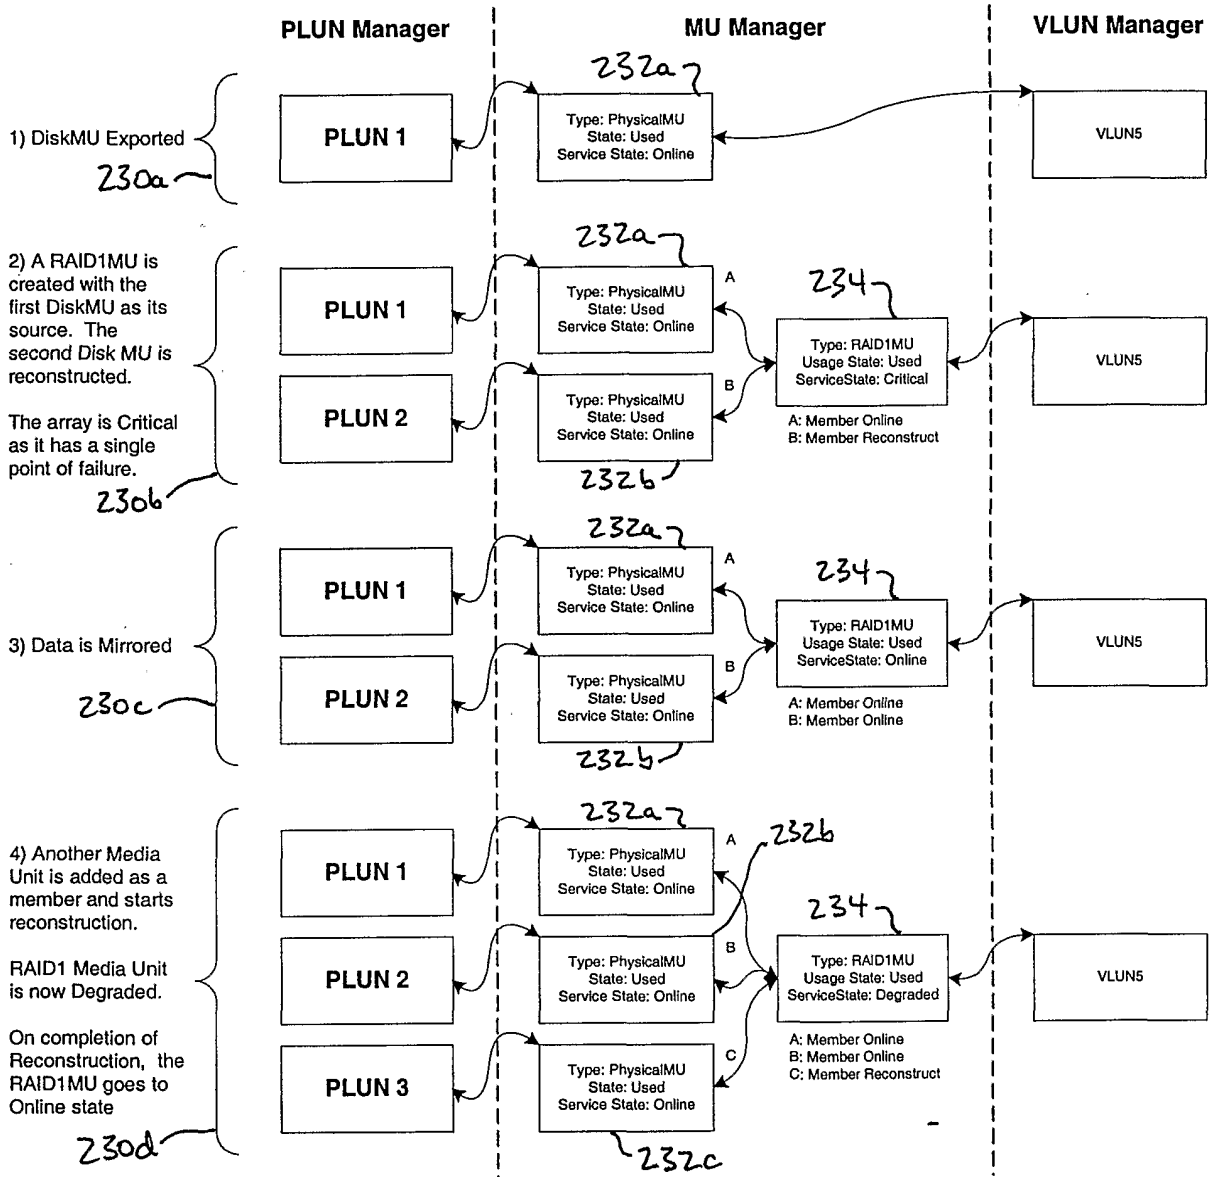 PLUN Manager
MU Manager
VLUN Manager
232a
1) DiskMU Exported
230a
PLUN 1
Type: PhysicalMU
State: Used
Service State: Online
VLUN5
2) A RAID1MU is
created with the
first DiskMU as its
source. The
second Disk MU is
reconstructed.
The array is Critical
as it has a single
point of failure.
230b
232a
PLUN 1
Type: PhysicalMU
State: Used
Service State: Online
A
234
PLUN 2
Type: PhysicalMU
State: Used
Service State: Online
B
232b
Type: RAID1MU
Usage State: Used
ServiceState: Critical
A: Member Online
B: Member Reconstruct
VLUN5
3) Data is Mirrored
230c
232a
PLUN 1
Type: PhysicalMU
State: Used
Service State: Online
A
234
PLUN 2
Type: PhysicalMU
State: Used
Service State: Online
B
232b
Type: RAID1MU
Usage State: Used
ServiceState: Online
A: Member Online
B: Member Online
VLUN5
4) Another Media
Unit is added as a
member and starts
reconstruction.
RAID1 Media Unit
is now Degraded.
On completion of
Reconstruction, the
RAID1MU goes to
Online state
230d
232a
PLUN 1
Type: PhysicalMU
State: Used
Service State: Online
A
232b
PLUN 2
Type: PhysicalMU
State: Used
Service State: Online
B
234
PLUN 3
Type: PhysicalMU
State: Used
Service State: Online
C
232c
Type: RAID1MU
Usage State: Used
ServiceState: Degraded
A: Member Online
B: Member Online
C: Member Reconstruct
VLUN5